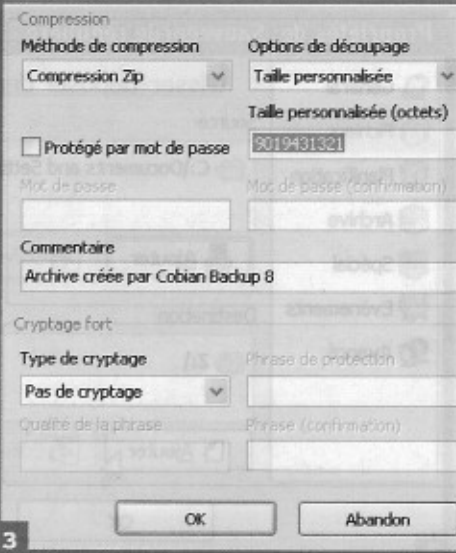 Compression
Méthode de compression
Options de découpage
Compression Zip
Taille personnalisée
Taille personnalisée (octets)
Protégé par mot de passe
9019431321
Mot de passe
Mot de passe (confirmation)
Commentaire
Archive créée par Cobian Backup 8
Cryptage fort
Type de cryptage
Phrase de protection
Pas de cryptage
Qualité de la phrase
Phrase (confirmation)
OK
Abandon
3